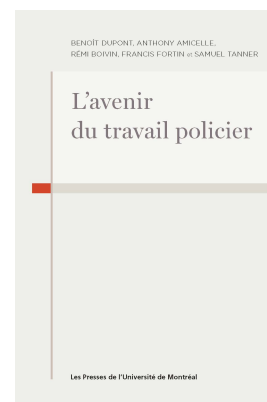 BENOÎT DUPONT, ANTHONY AMICELLE,
RÉMI BOIVIN, FRANCIS FORTIN et SAMUEL TANNER
L'avenir
du travail policier
Les Presses de l'Université de Montréal